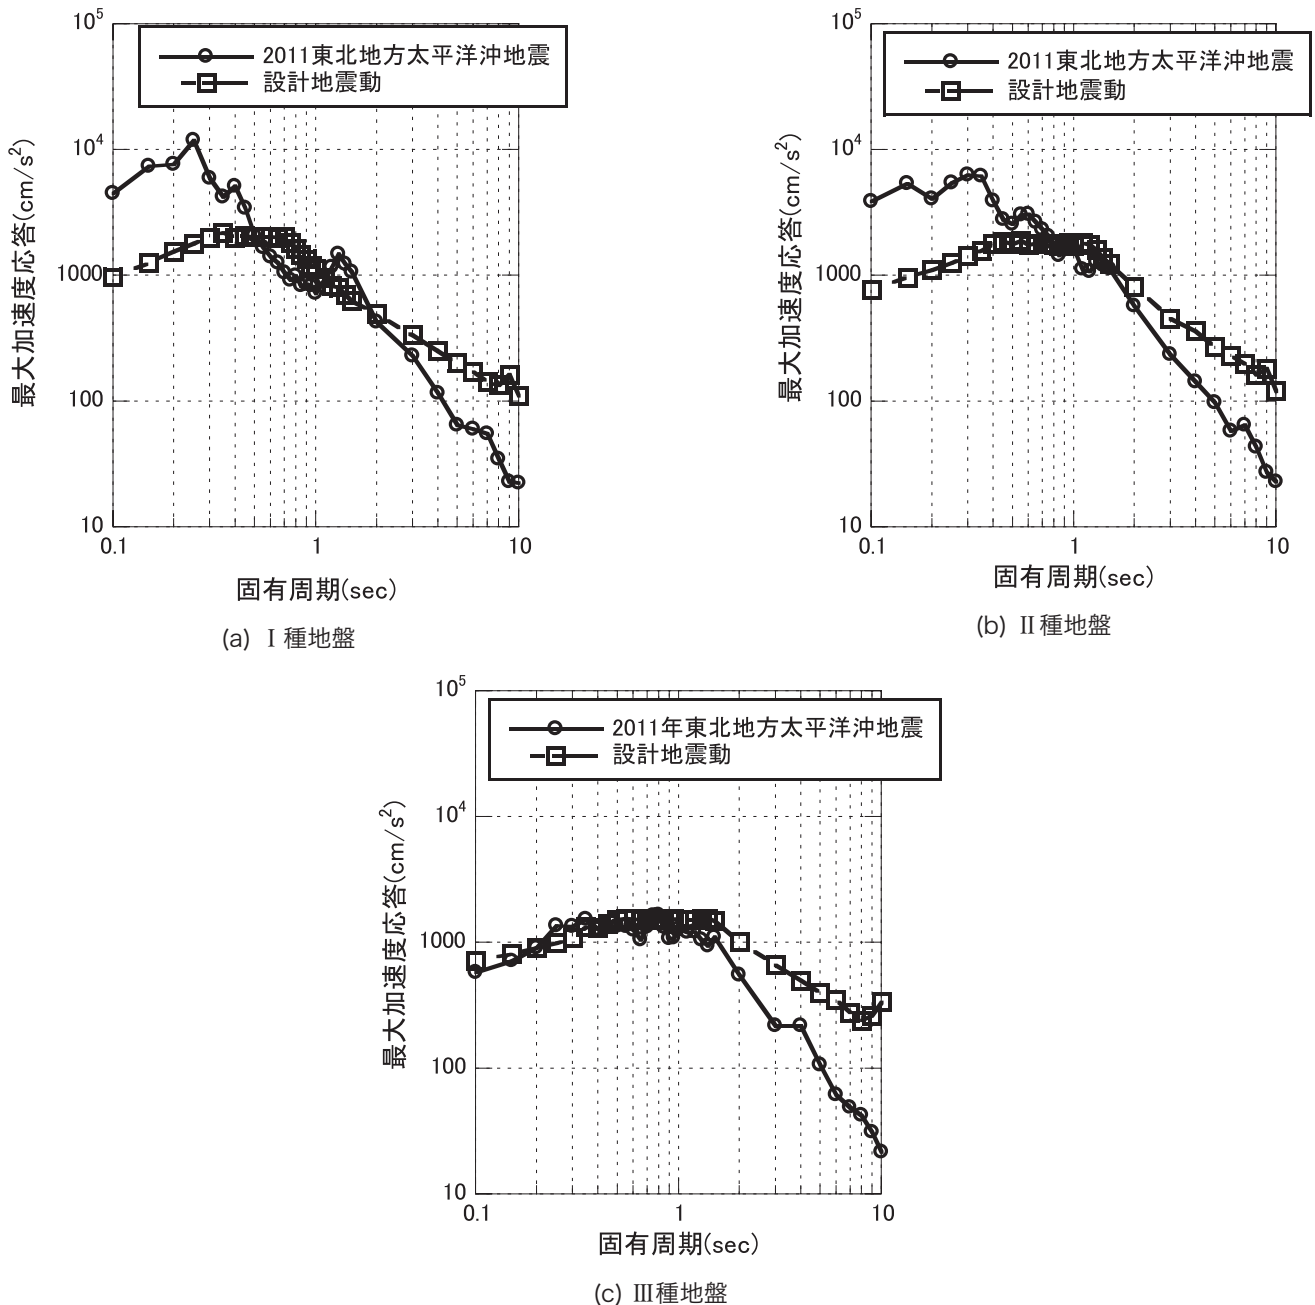 最大加速度応答(cm/s²)
10⁵
10⁴
1000
100
10
2011東北地方太平洋沖地震
設計地震動
0.1
1
10
固有周期(sec)
(a) Ⅰ種地盤
最大加速度応答(cm/s²)
10⁵
10⁴
1000
100
10
2011東北地方太平洋沖地震
設計地震動
0.1
1
10
固有周期(sec)
(b) Ⅱ種地盤
最大加速度応答(cm/s²)
10⁵
10⁴
1000
100
10
2011年東北地方太平洋沖地震
設計地震動
0.1
1
10
固有周期(sec)
(c) Ⅲ種地盤